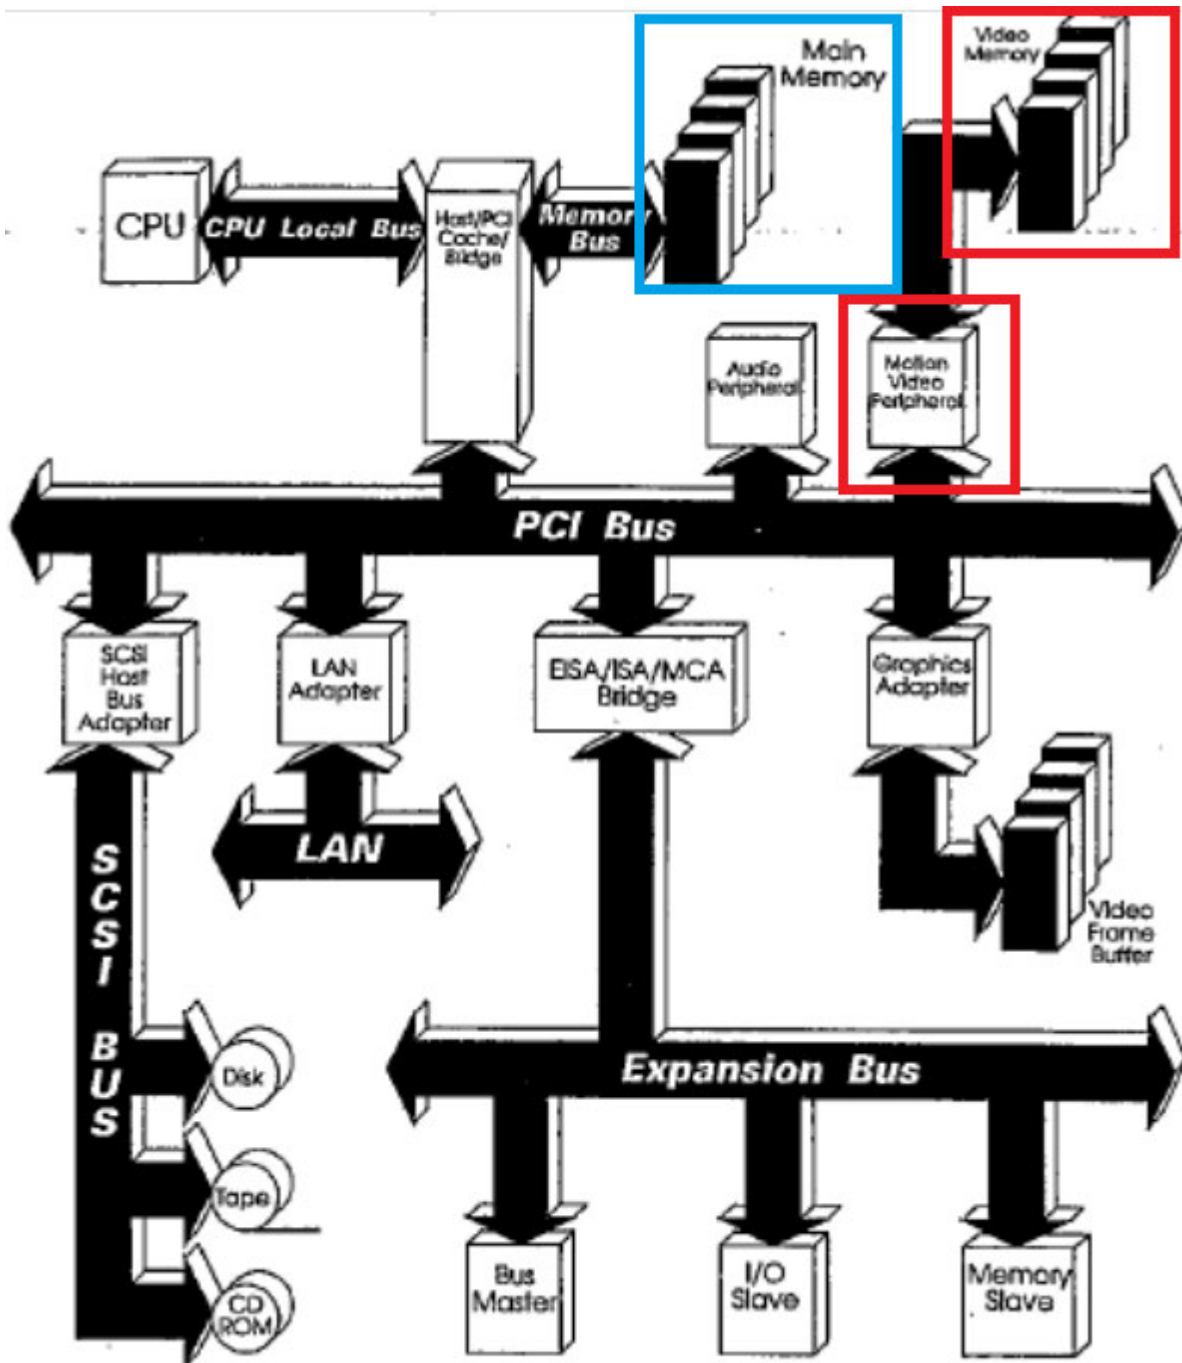 Main
Memory
Video
Memory
CPU
CPU Local Bus
Host/PCI
Cache/
Bridge
Memory
Bus
Audio
Peripheral
Motion
Video
Peripheral
PCI Bus
SCSI
Host
Bus
Adapter
LAN
Adapter
EISA/ISA/MCA
Bridge
Graphics
Adapter
LAN
SCSI BUS
Video
Frame
Buffer
Disk
Expansion Bus
Tape
CD
ROM
Bus
Master
I/O
Slave
Memory
Slave